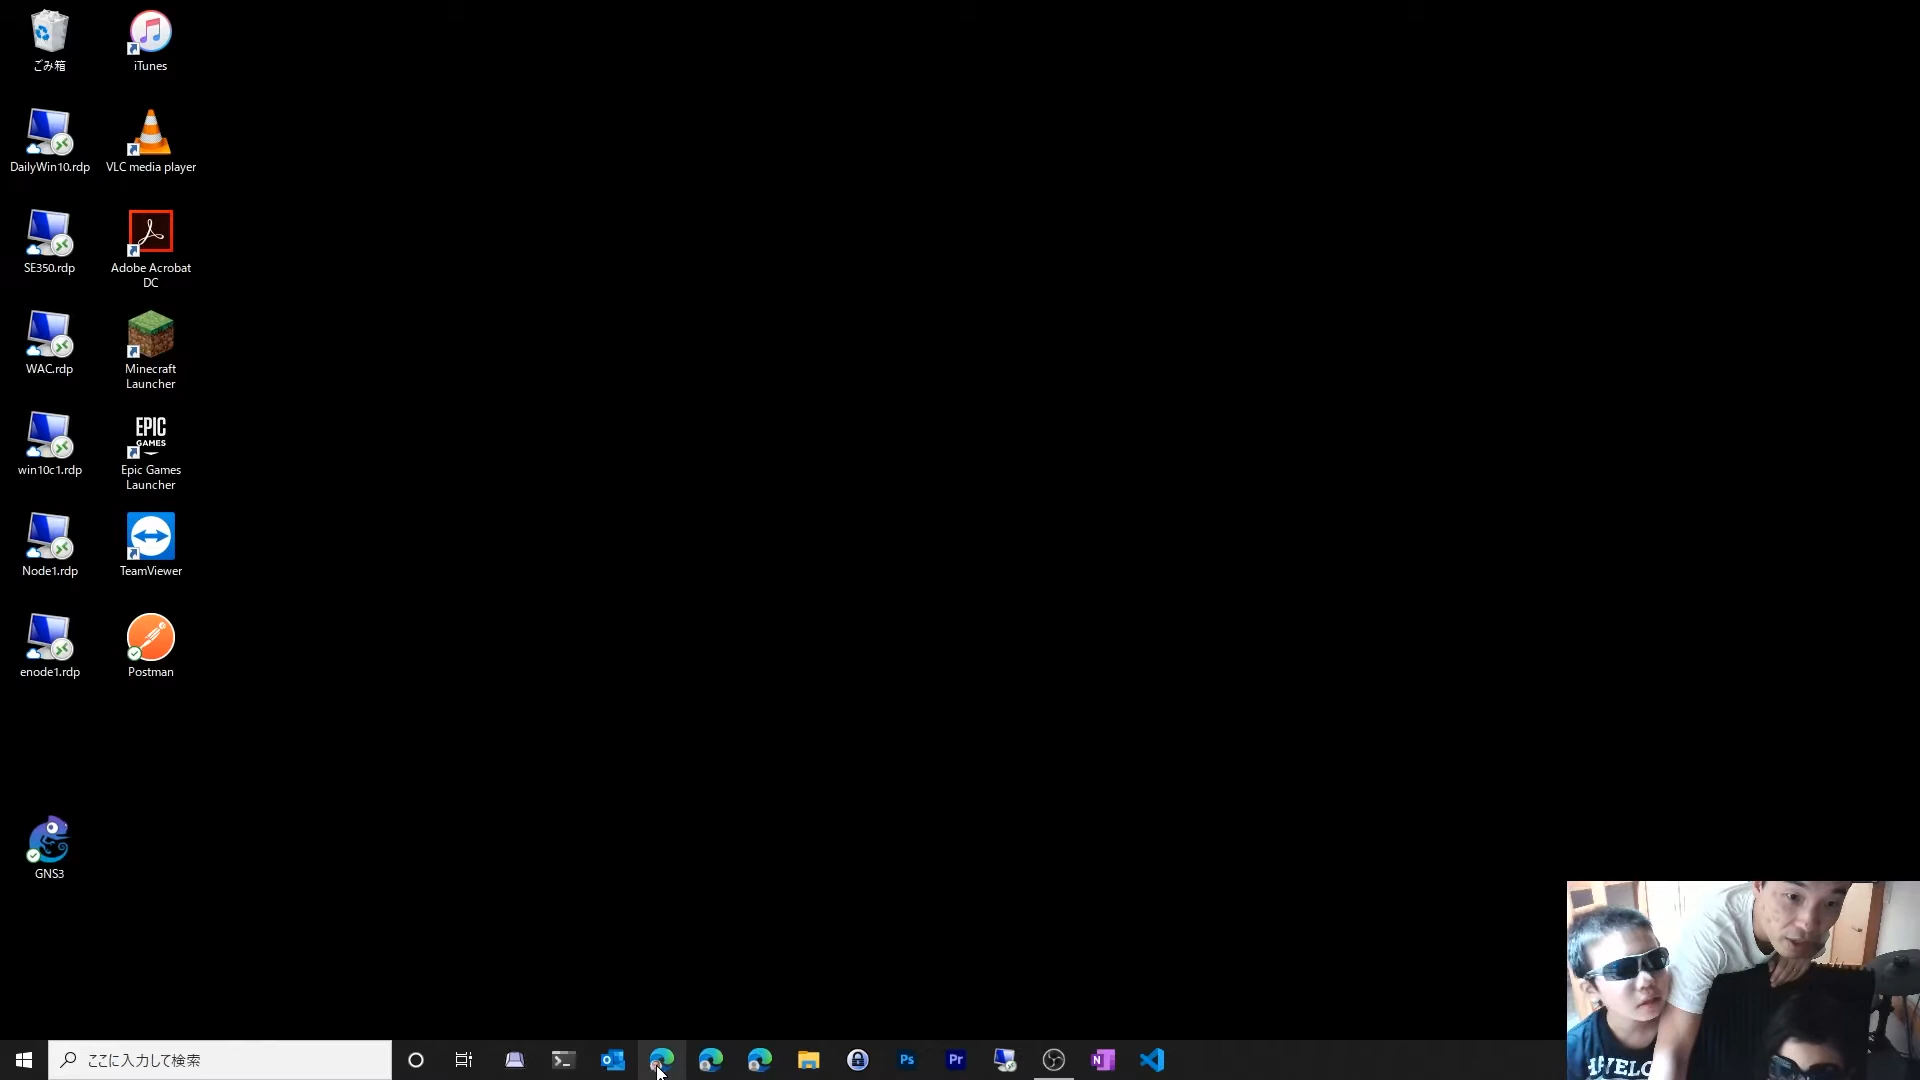 ごみ箱
iTunes
DailyWin10.rdp
VLC media player
SE350.rdp
Adobe Acrobat
DC
WAC.rdp
Minecraft
Launcher
win10c1.rdp
EPIC
GAMES
Epic Games
Launcher
Node1.rdp
TeamViewer
enode1.rdp
Postman
GNS3
ここに入力して検索
Ps
Pr